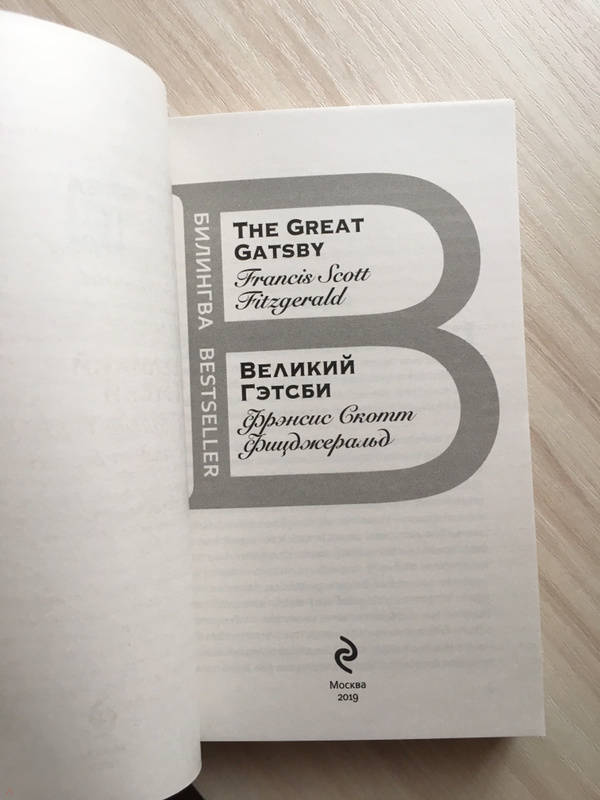 БИЛИНГВА BESTSELLER
THE GREAT
GATSBY
Francis Scott
Fitzgerald
ВЕЛИКИЙ
ГЭТСБИ
Фрэнсис Скотт
Фицджеральд
Москва
2019